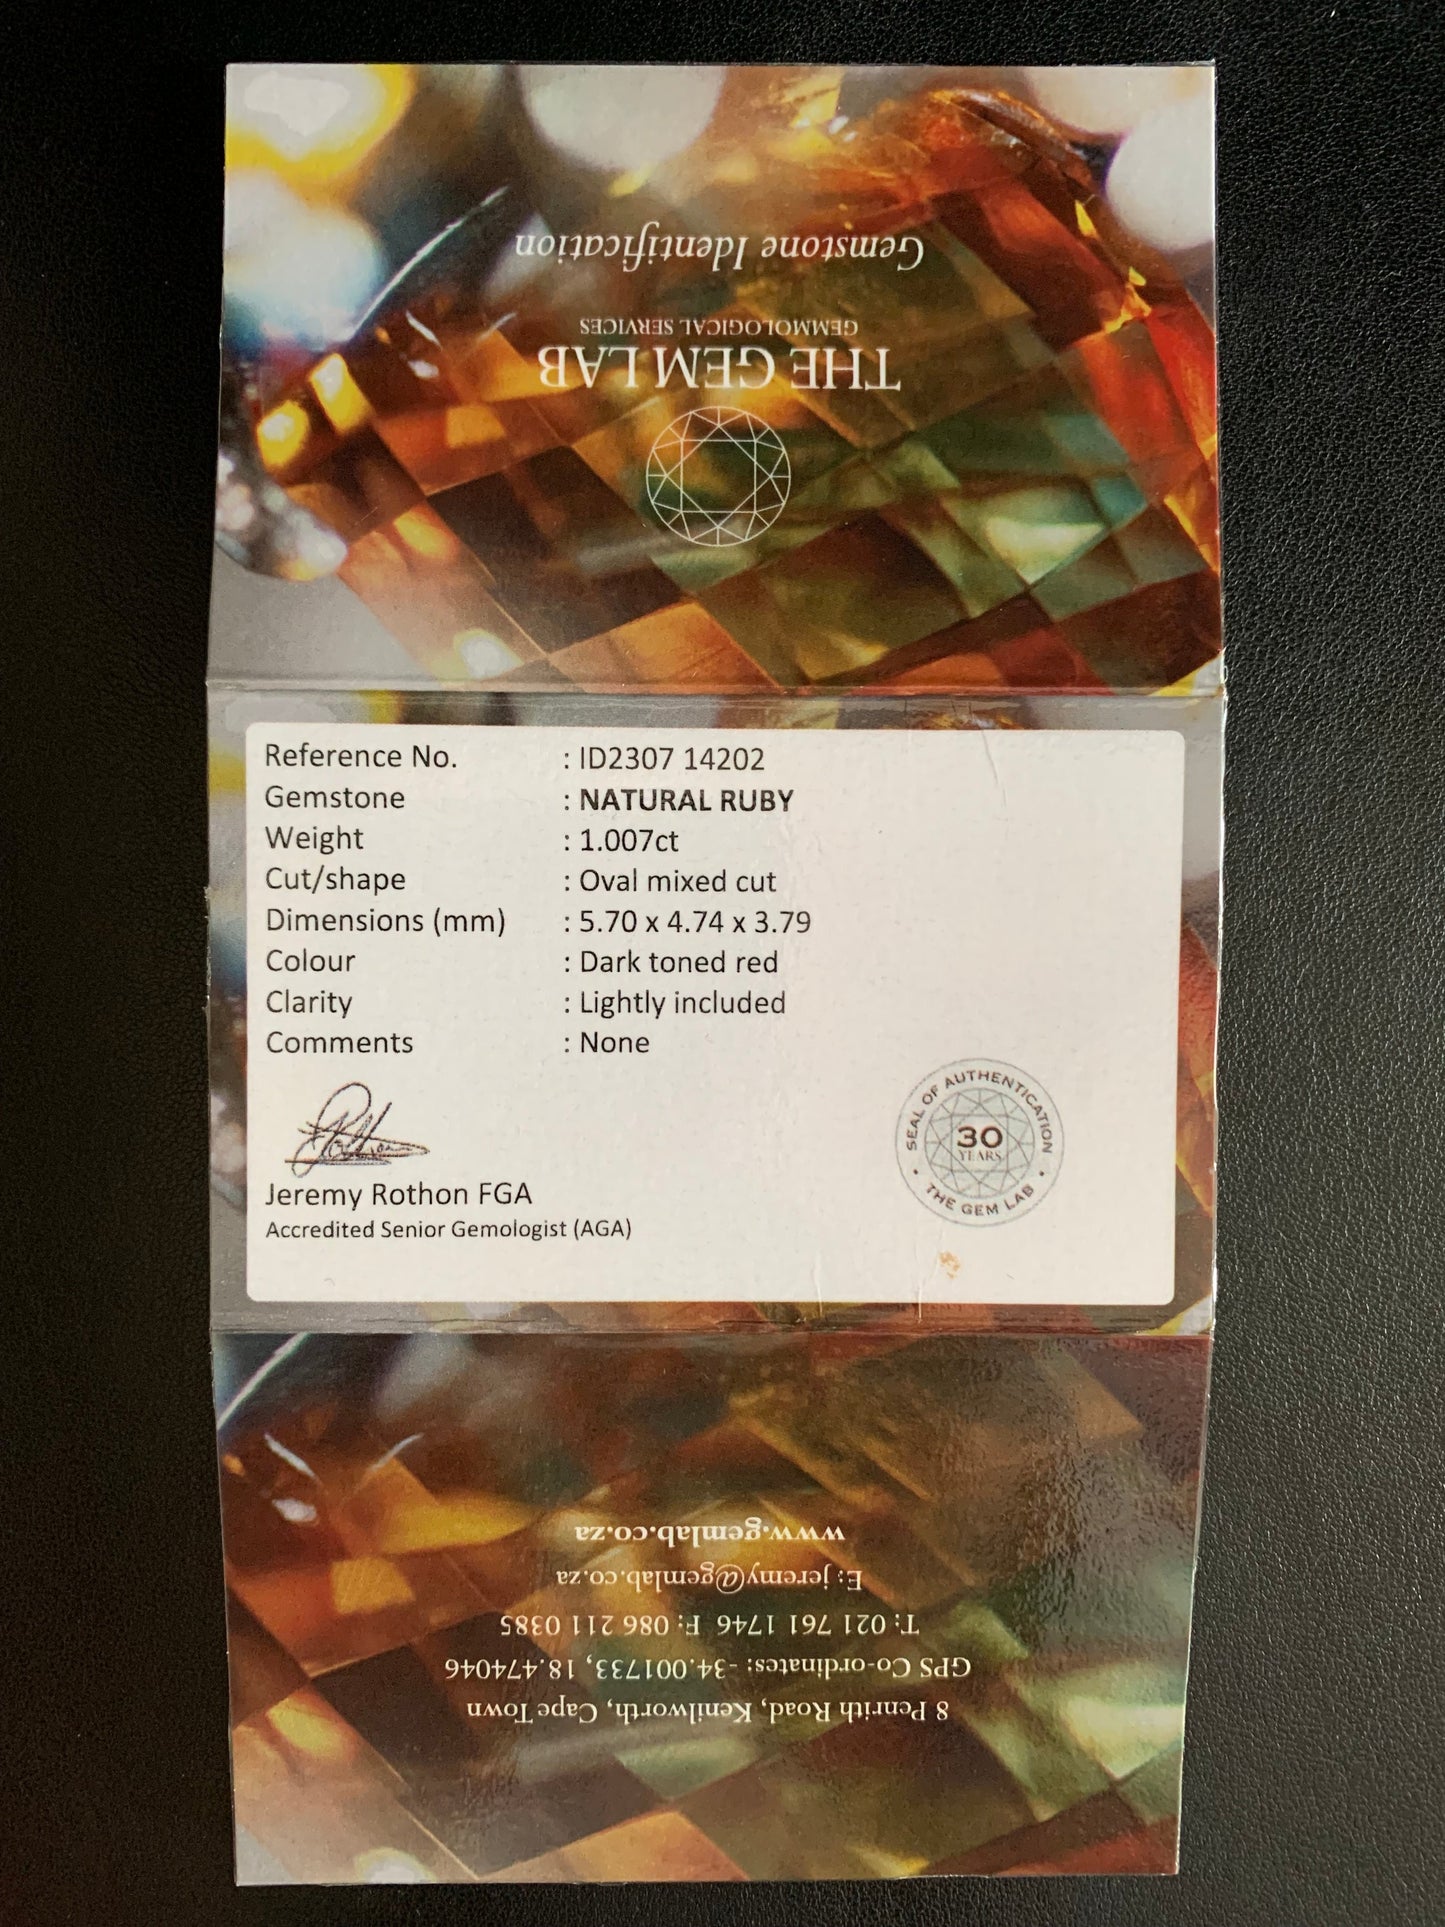 Gemstone Identification
GEMMOLOGICAL SERVICES
THE GEM LAB
Reference No. : ID2307 14202
Gemstone : NATURAL RUBY
Weight : 1.007ct
Cut/shape : Oval mixed cut
Dimensions (mm) : 5.70 x 4.74 x 3.79
Colour : Dark toned red
Clarity : Lightly included
Comments : None
Jeremy Rothon FGA
Accredited Senior Gemologist (AGA)
SEAL OF AUTHENTICATION
30
YEARS
• THE GEM LAB •
www.gemlab.co.za
E: jeremy@gemlab.co.za
T: 021 761 1746 F: 086 211 0385
GPS Co-ordinates: -34.001733, 18.474046
8 Penrith Road, Kenilworth, Cape Town